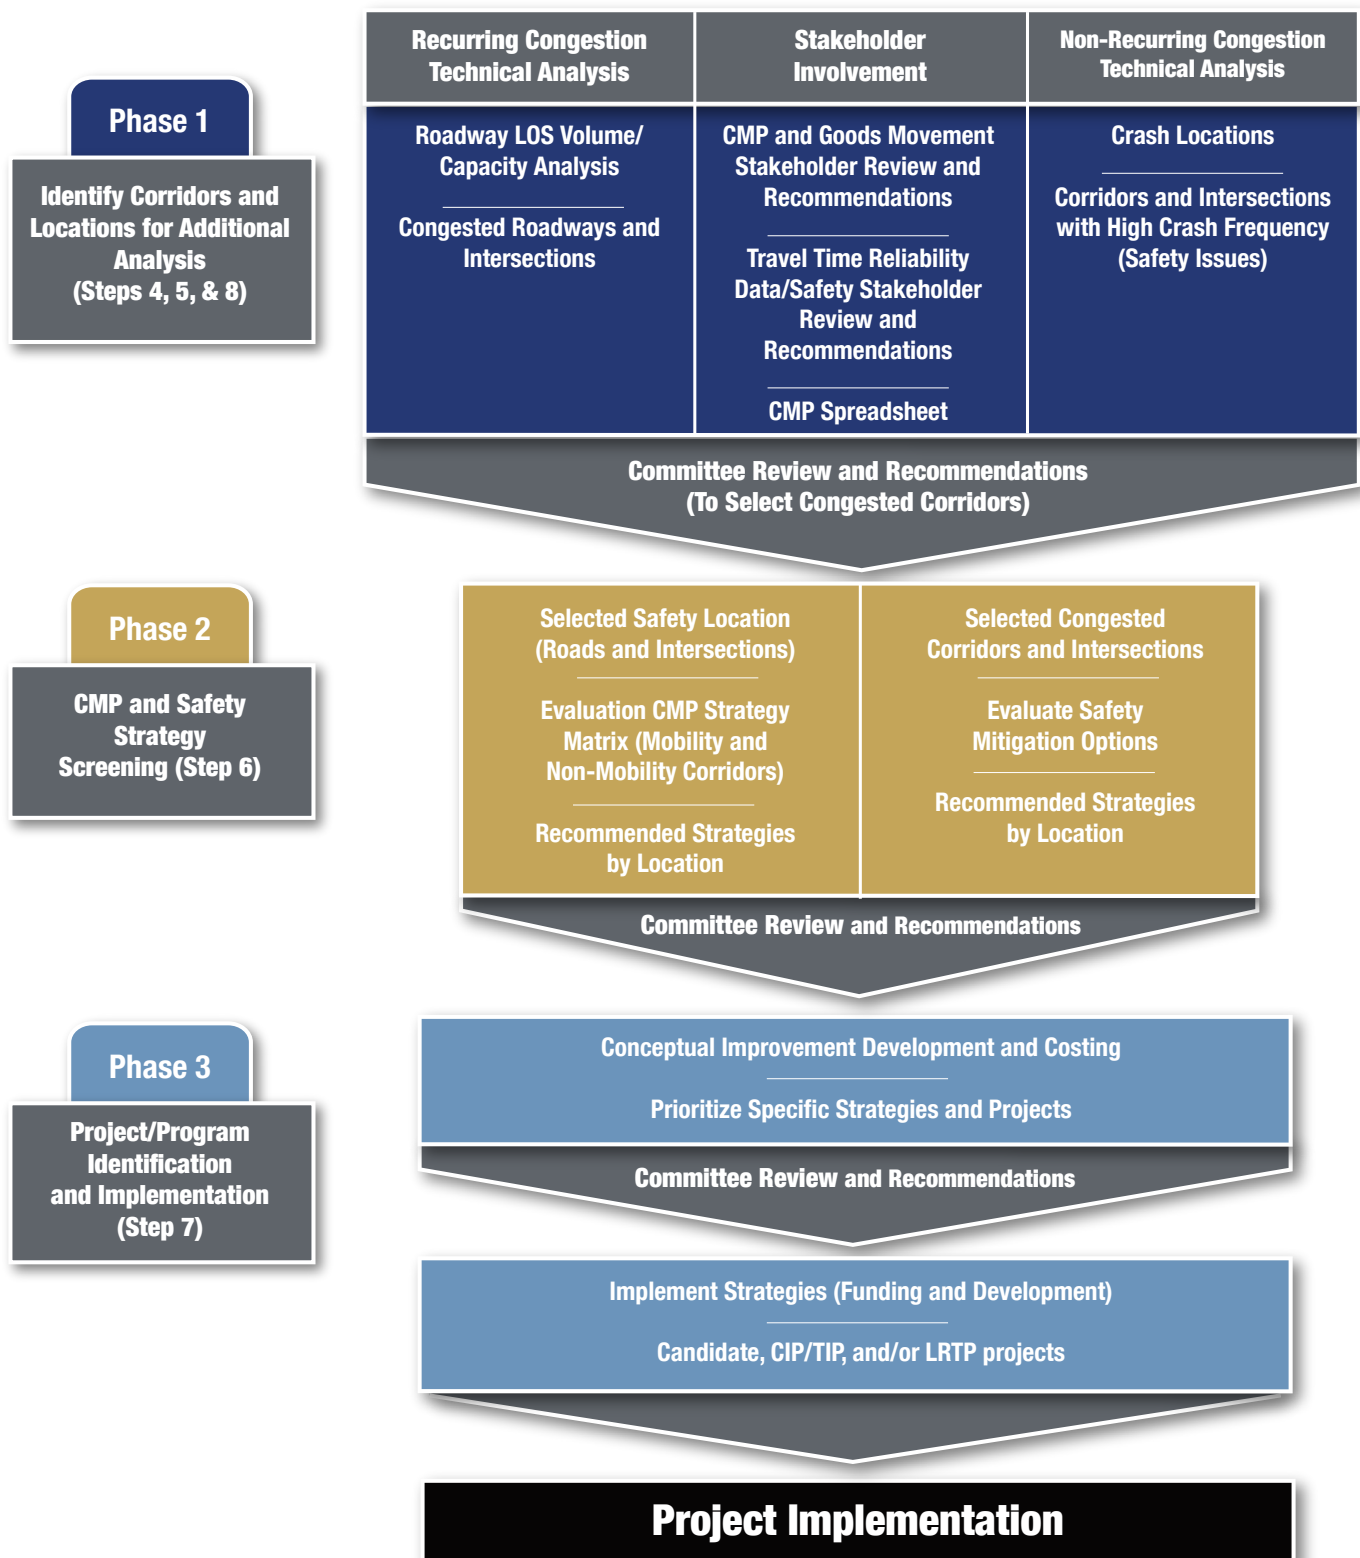 Phase 1
Identify Corridors and
Locations for Additional
Analysis
(Steps 4, 5, & 8)
Recurring Congestion
Technical Analysis
Roadway LOS Volume/
Capacity Analysis
Congested Roadways and
Intersections
Stakeholder
Involvement
CMP and Goods Movement
Stakeholder Review and
Recommendations
Travel Time Reliability
Data/Safety Stakeholder
Review and
Recommendations
CMP Spreadsheet
Non-Recurring Congestion
Technical Analysis
Crash Locations
Corridors and Intersections
with High Crash Frequency
(Safety Issues)
Committee Review and Recommendations
(To Select Congested Corridors)
Phase 2
CMP and Safety
Strategy
Screening (Step 6)
Selected Safety Location
(Roads and Intersections)
Evaluation CMP Strategy
Matrix (Mobility and
Non-Mobility Corridors)
Recommended Strategies
by Location
Selected Congested
Corridors and Intersections
Evaluate Safety
Mitigation Options
Recommended Strategies
by Location
Committee Review and Recommendations
Phase 3
Project/Program
Identification
and Implementation
(Step 7)
Conceptual Improvement Development and Costing
Prioritize Specific Strategies and Projects
Committee Review and Recommendations
Implement Strategies (Funding and Development)
Candidate, CIP/TIP, and/or LRTP projects
Project Implementation